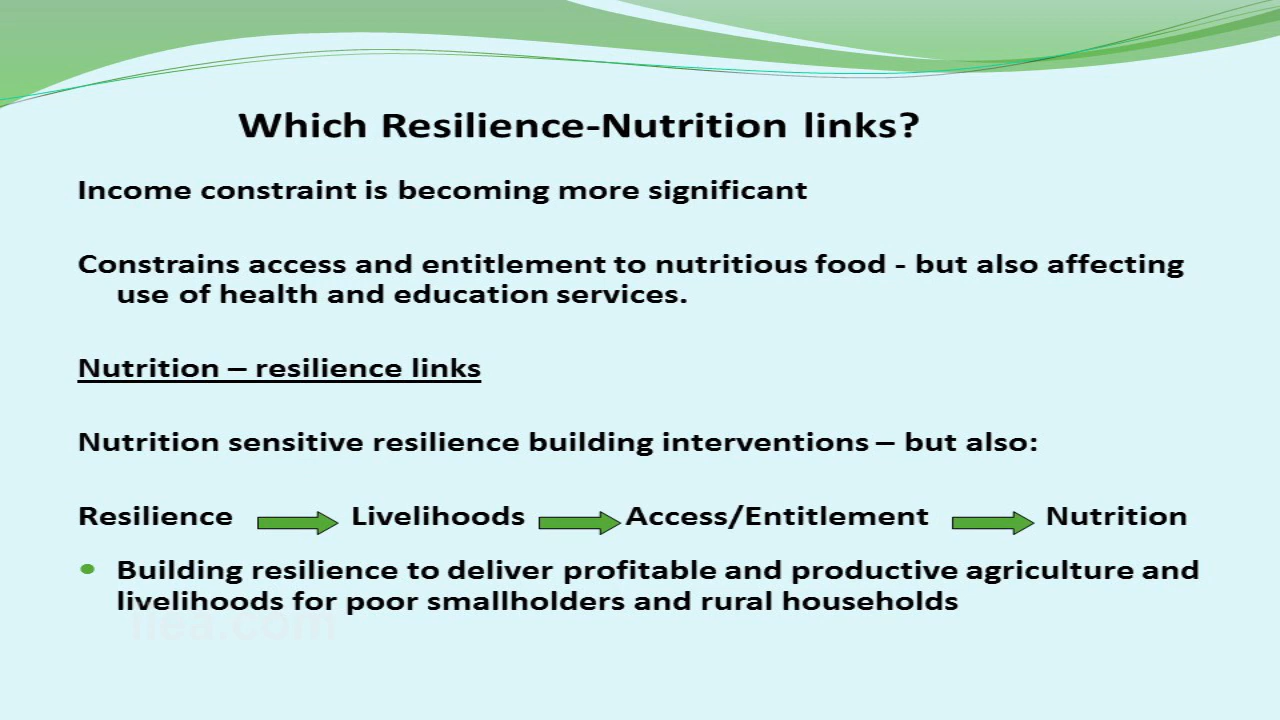 Which Resilience-Nutrition links?
Income constraint is becoming more significant
Constrains access and entitlement to nutritious food - but also affecting
use of health and education services.
Nutrition – resilience links
Nutrition sensitive resilience building interventions – but also:
Resilience Livelihoods Access/Entitlement Nutrition
Building resilience to deliver profitable and productive agriculture and
livelihoods for poor smallholders and rural households